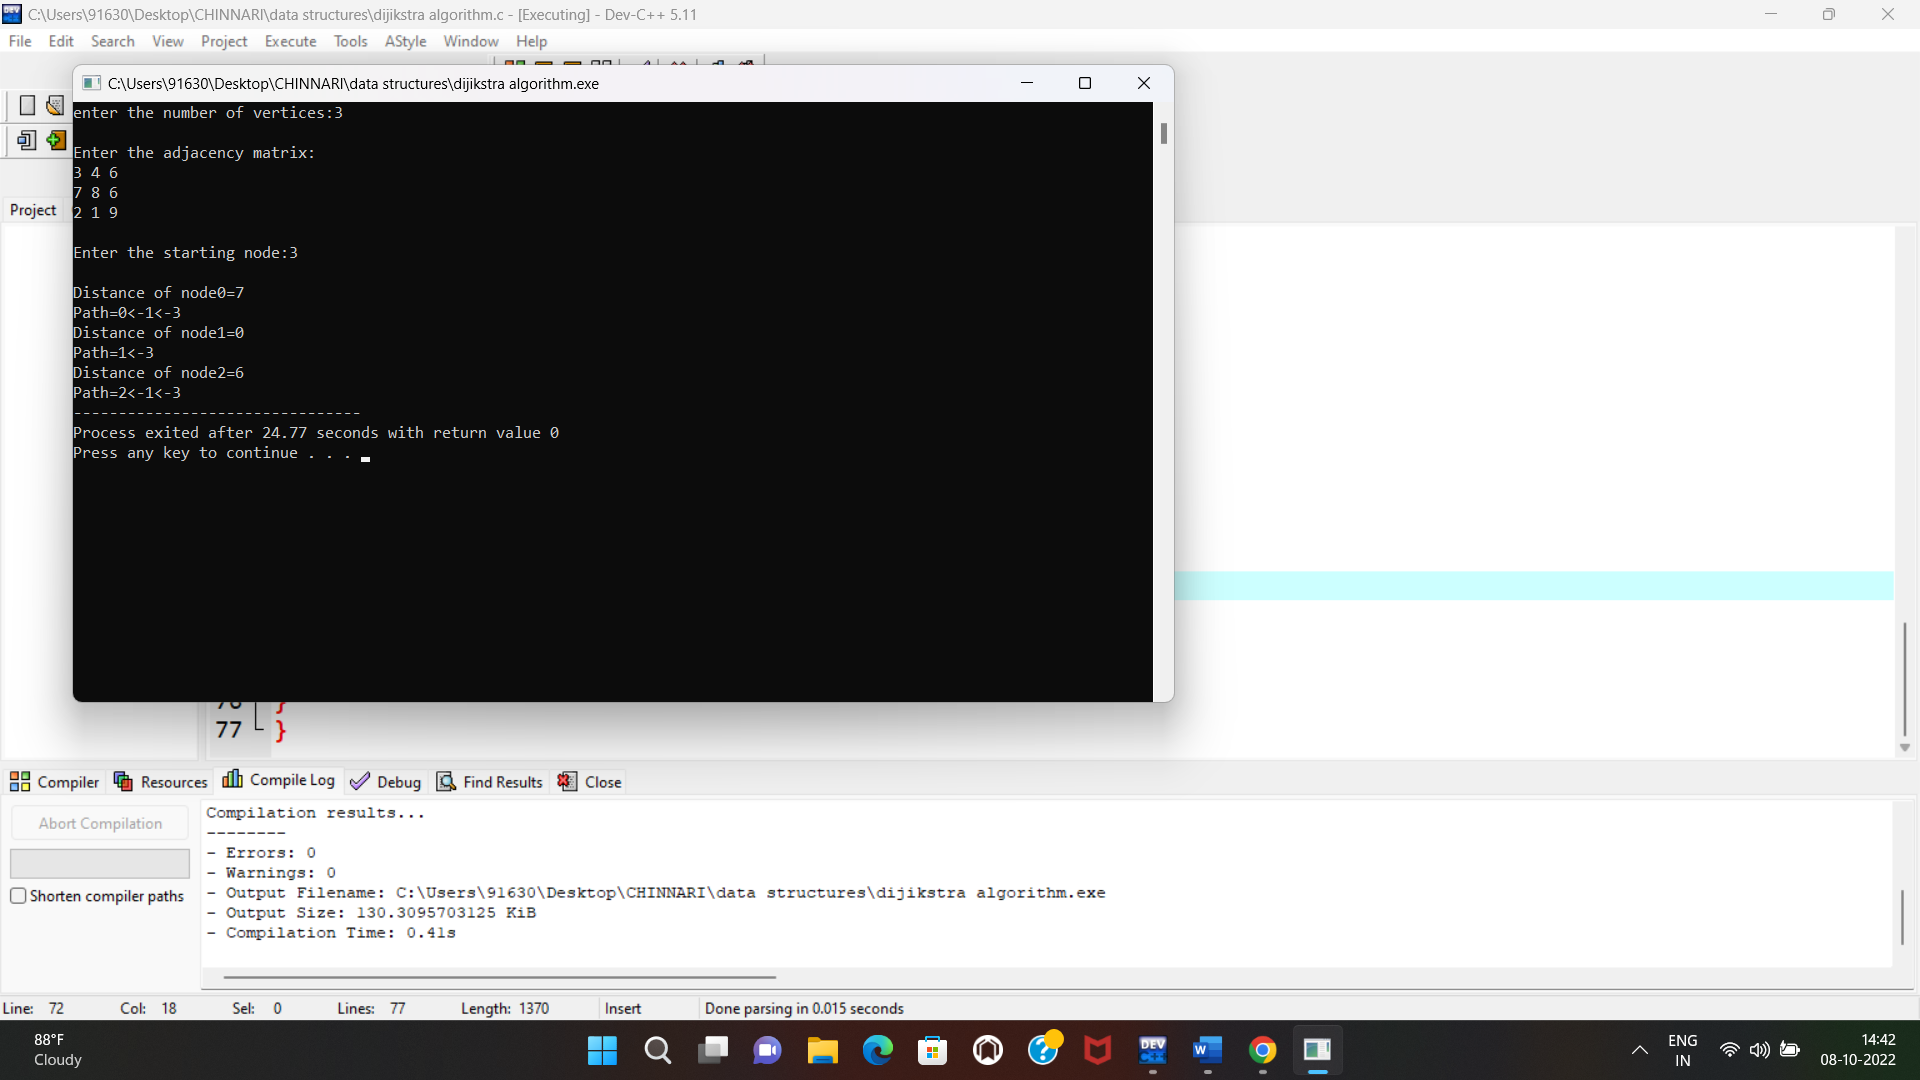 C:\Users\91630\Desktop\CHINNARI\data structures\dijikstra algorithm.c - [Executing] - Dev-C++ 5.11
File Edit Search View Project Execute Tools AStyle Window Help
C:\Users\91630\Desktop\CHINNARI\data structures\dijikstra algorithm.exe
enter the number of vertices:3
Enter the adjacency matrix:
3 4 6
7 8 6
2 1 9
Enter the starting node:3
Distance of node0=7
Path=0<-1<-3
Distance of node1=0
Path=1<-3
Distance of node2=6
Path=2<-1<-3
--------------------------------
Process exited after 24.77 seconds with return value 0
Press any key to continue . . .
Project
76 }
77 }
Compiler Resources Compile Log Debug Find Results Close
Abort Compilation
Shorten compiler paths
Compilation results...
--------
- Errors: 0
- Warnings: 0
- Output Filename: C:\Users\91630\Desktop\CHINNARI\data structures\dijikstra algorithm.exe
- Output Size: 130.3095703125 KiB
- Compilation Time: 0.41s
Line: 72 Col: 18 Sel: 0 Lines: 77 Length: 1370 Insert Done parsing in 0.015 seconds
88°F
Cloudy
DEV
C++
W
ENG
IN
14:42
08-10-2022